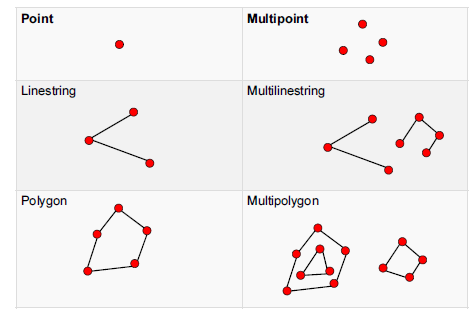 Point
Multipoint
Linestring
Multilinestring
Polygon
Multipolygon